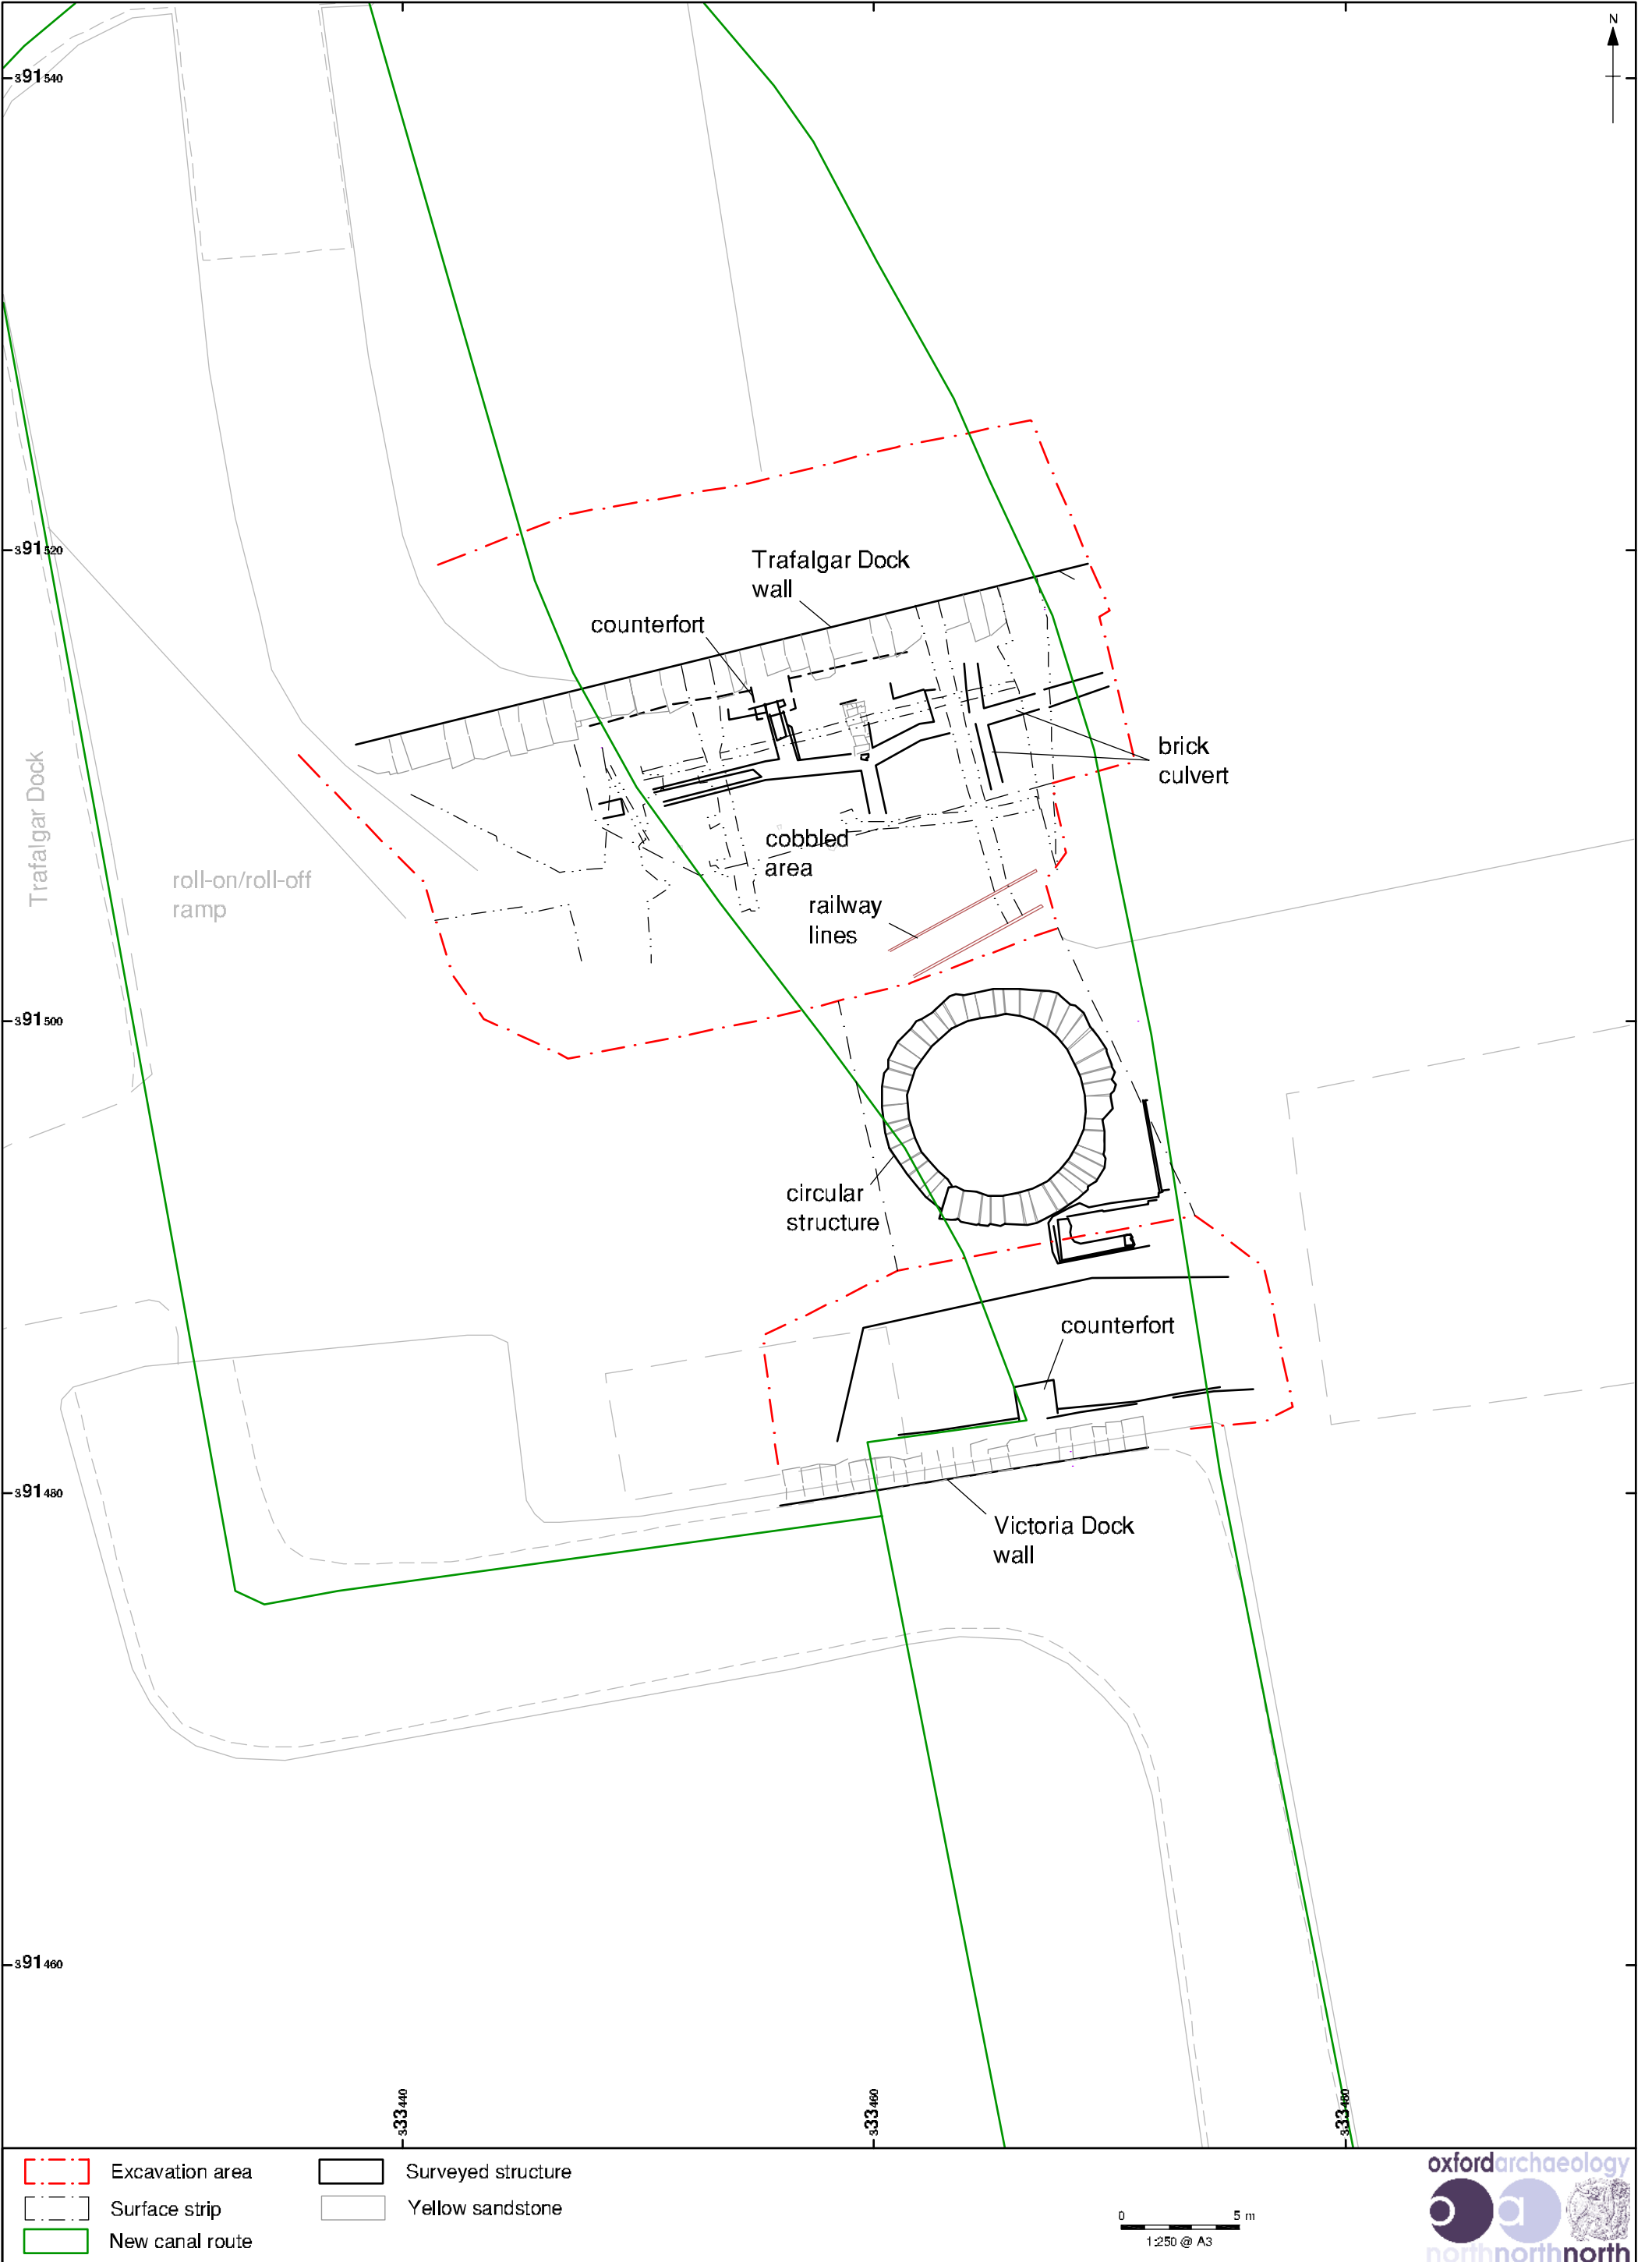 N
391540
Trafalgar Dock
wall
counterfort
391520
brick
culvert
Trafalgar Dock
cobbled
area
roll-on/roll-off
ramp
railway
lines
391500
circular
structure
counterfort
391480
Victoria Dock
wall
391460
333440
333460
333480
Excavation area
Surveyed structure
Surface strip
Yellow sandstone
New canal route
0 5 m
1:250 @ A3
oxfordarchaeology
oa
northnorthnorth